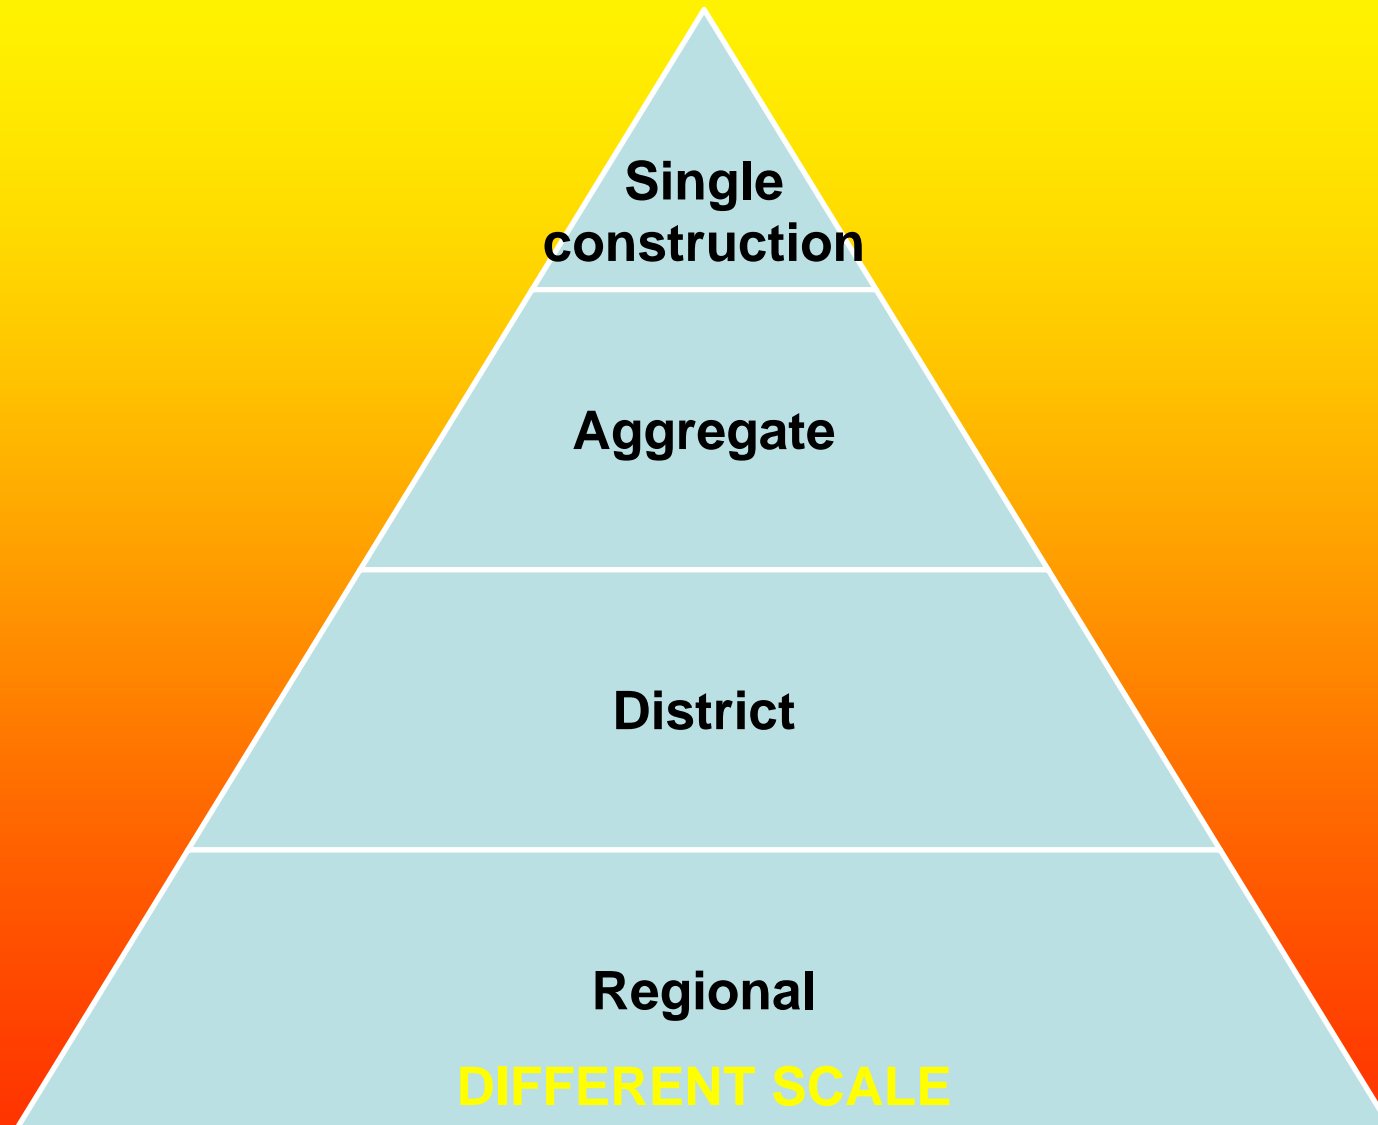 Single
construction
Aggregate
District
Regional
DIFFERENT SCALE